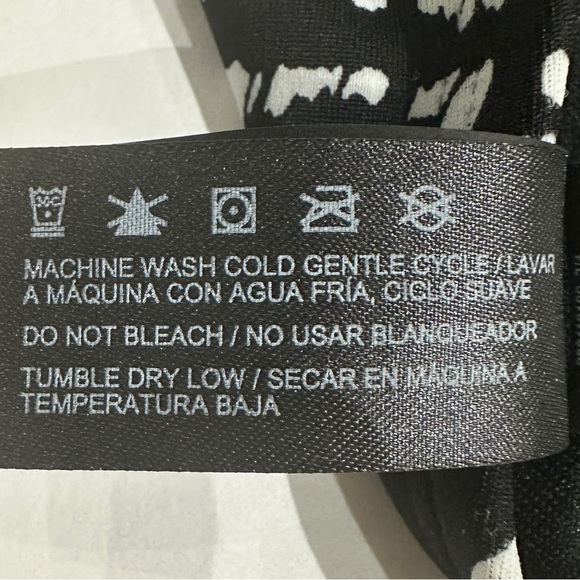 30°C
MACHINE WASH COLD GENTLE CYCLE / LAVAR
A MÁQUINA CON AGUA FRÍA, CICLO SUAVE
DO NOT BLEACH / NO USAR BLANQUEADOR
TUMBLE DRY LOW / SECAR EN MÁQUINA A
TEMPERATURA BAJA